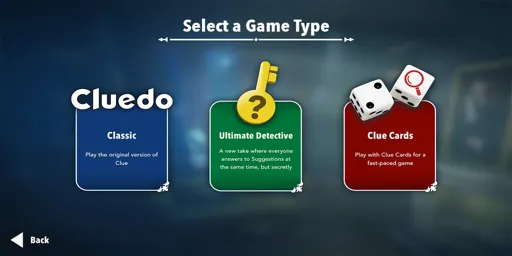 Select a Game Type
Cluedo
Classic
Play the original version of
Clue
?
Ultimate Detective
A new take where everyone
answers to Suggestions at
the same time, but secretly
Clue Cards
Play with Clue Cards for a
fast-paced game
Back